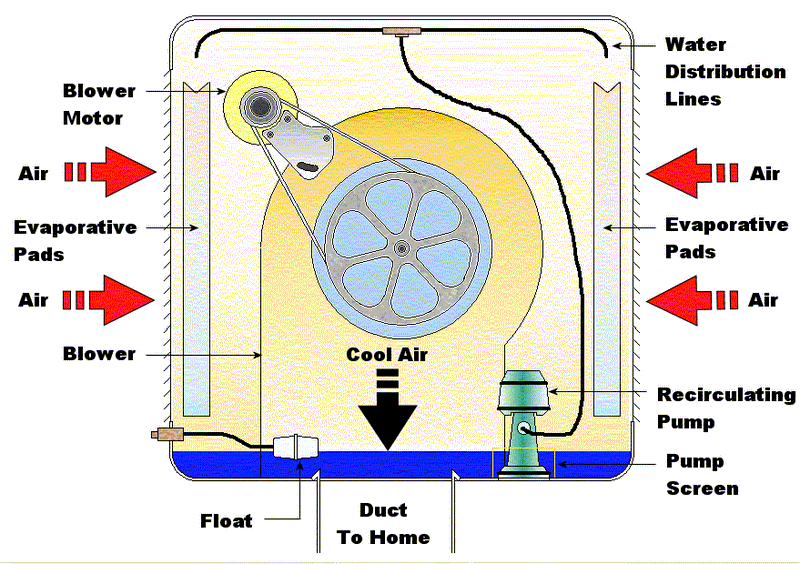 Water
Distribution
Lines
Blower
Motor
Air
Air
Evaporative
Pads
Evaporative
Pads
Air
Air
Blower
Cool Air
Recirculating
Pump
Pump
Screen
Float
Duct
To Home